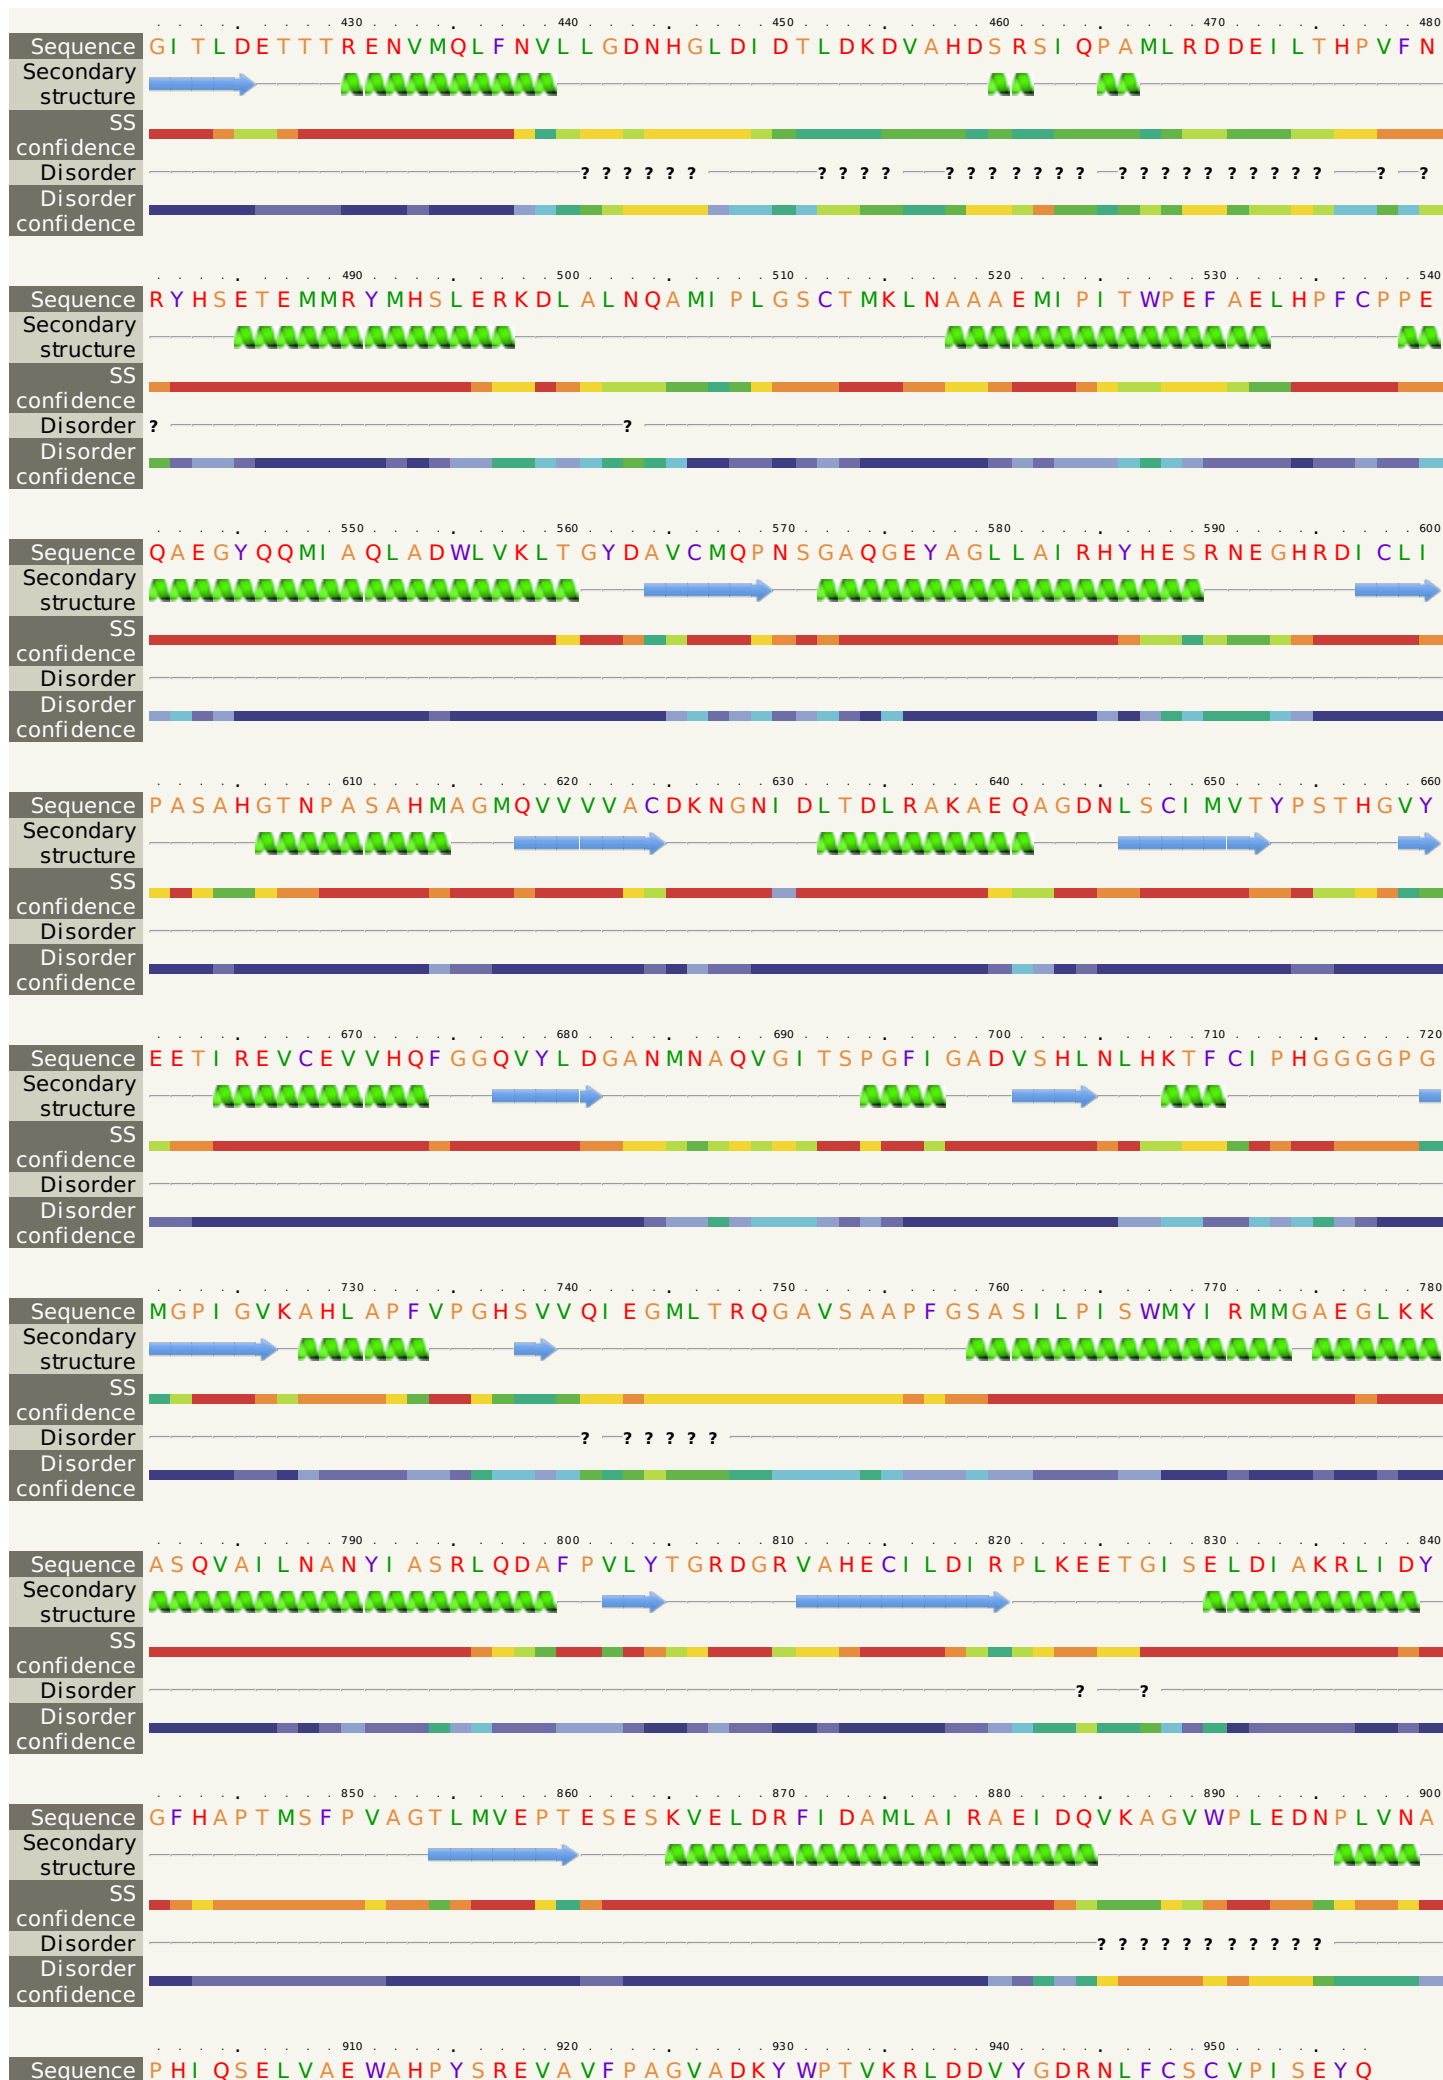 430 440 450 460 470 480
Sequence GITLDETTTRENVMQLFNVLLGDNHGLDIDTLDKDVAHDSRSIQPAMLRDDEILTHPVFN
Secondary
structure
SS
confidence
Disorder ?????? ???? ??????? ?????????? ? ?
Disorder
confidence
490 500 510 520 530 540
Sequence RYHSETEMMRYMHSLERKDLALNQAMIPLGSCTMKLNAAAEMIPITWPEFAELHPFCPPE
Secondary
structure
SS
confidence
Disorder ? ?
Disorder
confidence
550 560 570 580 590 600
Sequence QAEGYQQMIAQLADWLVKLTGYDAVCMQPNSGAQGEYAGLLAIRHYHESRNEGHRDICLI
Secondary
structure
SS
confidence
Disorder
Disorder
confidence
610 620 630 640 650 660
Sequence PASAHGTNPASAHMAGMQVVVVACDKNGNIDLTDLRAKAEQAGDNLSCIMVTYPSTHGVY
Secondary
structure
SS
confidence
Disorder
Disorder
confidence
670 680 690 700 710 720
Sequence EETIREVCEVVHQFGGQVYLDGANMNAQVGITSPGFIGADVSHLNLHKTFCIPHGGGGPG
Secondary
structure
SS
confidence
Disorder
Disorder
confidence
730 740 750 760 770 780
Sequence MGPIGVKAHLAPFVPGHSVVQIEGMLTRQGAVSAAPFGSASILPISWMYIRMMGAEGLKK
Secondary
structure
SS
confidence
Disorder ? ?????
Disorder
confidence
790 800 810 820 830 840
Sequence ASQVAILNANYIASRLQDAFPVLYTGRDGRVAHECILDIRPLKEETGISELDIAKRLIDY
Secondary
structure
SS
confidence
Disorder ? ?
Disorder
confidence
850 860 870 880 890 900
Sequence GFHAPTMSFPVAGTLMVEPTESESKVELDRFIDAMLAIRAEIDQVKAGVWPLEDNPLVNA
Secondary
structure
SS
confidence
Disorder ???????????
Disorder
confidence
910 920 930 940 950
Sequence PHIQSELVAEWAHPYSREVAVFPAGVADKYWPTVKRLDDVYGDRNLFCSCVPISEYQ